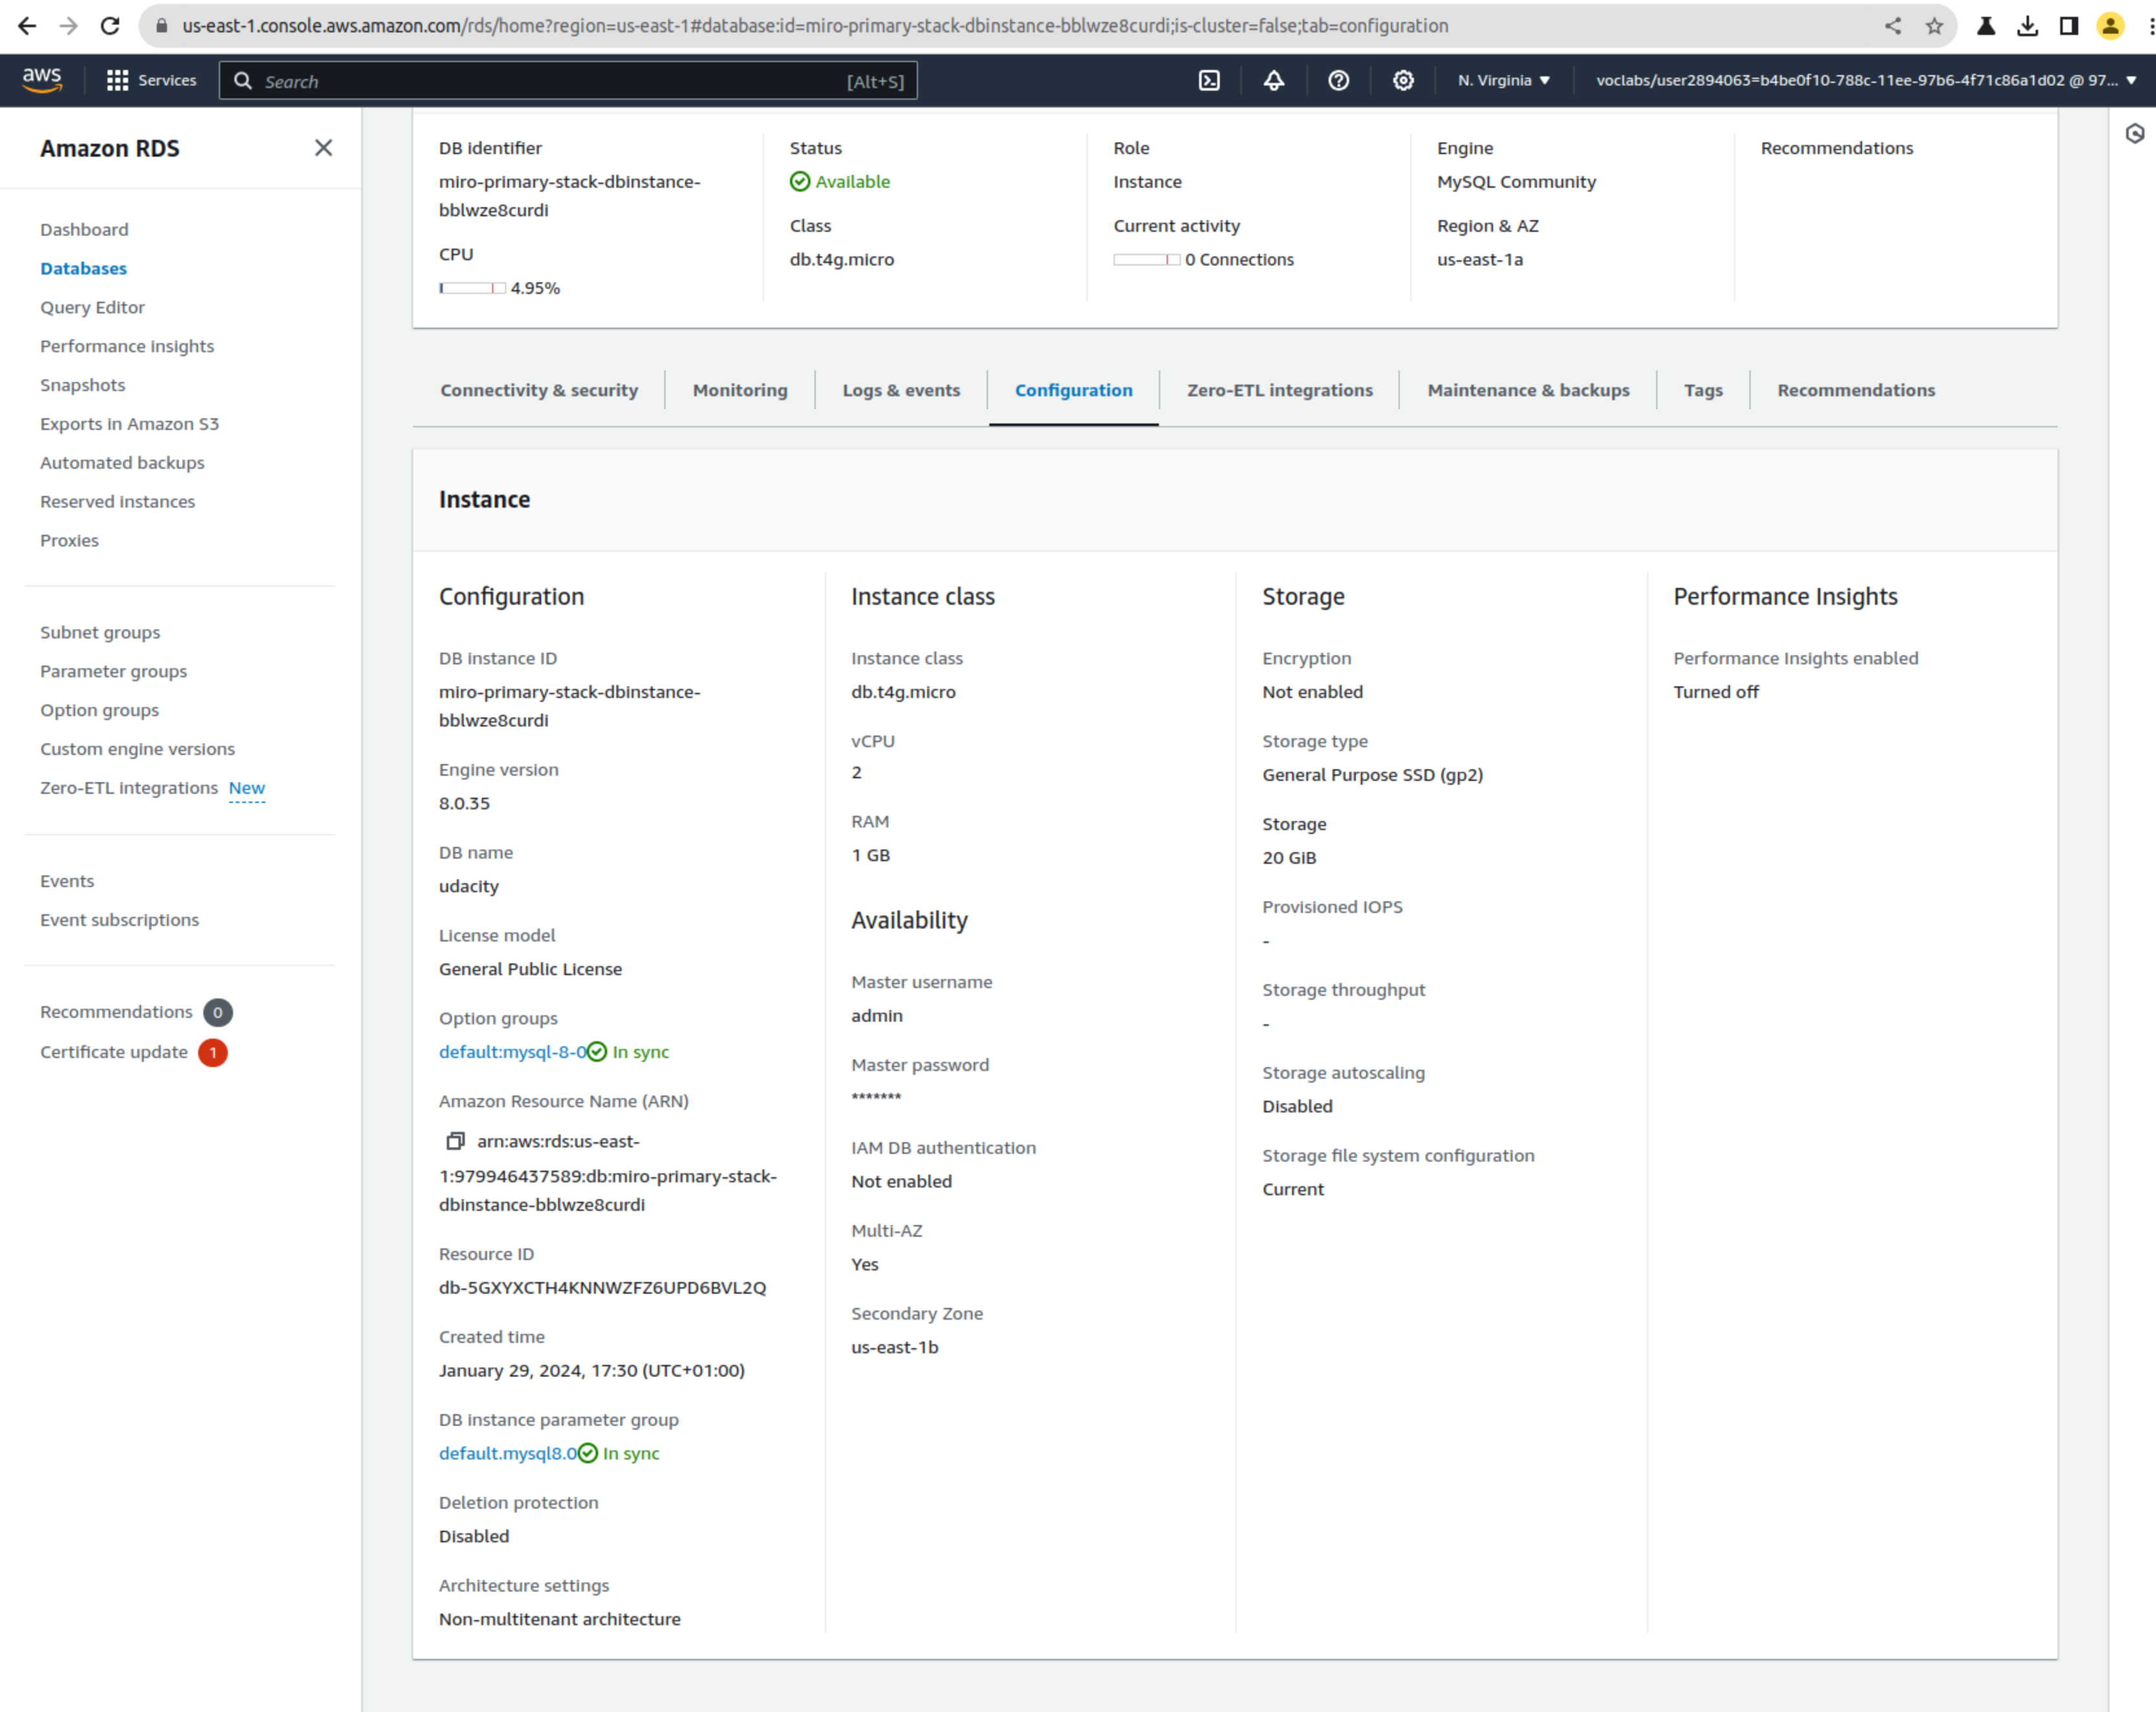 us-east-1.console.aws.amazon.com/rds/home?region=us-east-1#database:id=miro-primary-stack-dbinstance-bblwze8curdi;is-cluster=false;tab=configuration
aws
Services
Search
[Alt+S]
N. Virginia
voclabs/user2894063=b4be0f10-788c-11ee-97b6-4f71c86a1d02 @ 97...
Amazon RDS
Dashboard
Databases
Query Editor
Performance insights
Snapshots
Exports in Amazon S3
Automated backups
Reserved instances
Proxies
Subnet groups
Parameter groups
Option groups
Custom engine versions
Zero-ETL integrations New
Events
Event subscriptions
Recommendations 0
Certificate update 1
DB identifier
miro-primary-stack-dbinstance-
bblwze8curdi
CPU
4.95%
Status
Available
Class
db.t4g.micro
Role
Instance
Current activity
0 Connections
Engine
MySQL Community
Region & AZ
us-east-1a
Recommendations
Connectivity & security
Monitoring
Logs & events
Configuration
Zero-ETL integrations
Maintenance & backups
Tags
Recommendations
Instance
Configuration
DB instance ID
miro-primary-stack-dbinstance-
bblwze8curdi
Engine version
8.0.35
DB name
udacity
License model
General Public License
Option groups
default:mysql-8-0 In sync
Amazon Resource Name (ARN)
arn:aws:rds:us-east-
1:979946437589:db:miro-primary-stack-
dbinstance-bblwze8curdi
Resource ID
db-5GXYXCTH4KNNWZFZ6UPD6BVL2Q
Created time
January 29, 2024, 17:30 (UTC+01:00)
DB instance parameter group
default.mysql8.0 In sync
Deletion protection
Disabled
Architecture settings
Non-multitenant architecture
Instance class
Instance class
db.t4g.micro
vCPU
2
RAM
1 GB
Availability
Master username
admin
Master password
*******
IAM DB authentication
Not enabled
Multi-AZ
Yes
Secondary Zone
us-east-1b
Storage
Encryption
Not enabled
Storage type
General Purpose SSD (gp2)
Storage
20 GiB
Provisioned IOPS
-
Storage throughput
-
Storage autoscaling
Disabled
Storage file system configuration
Current
Performance Insights
Performance Insights enabled
Turned off